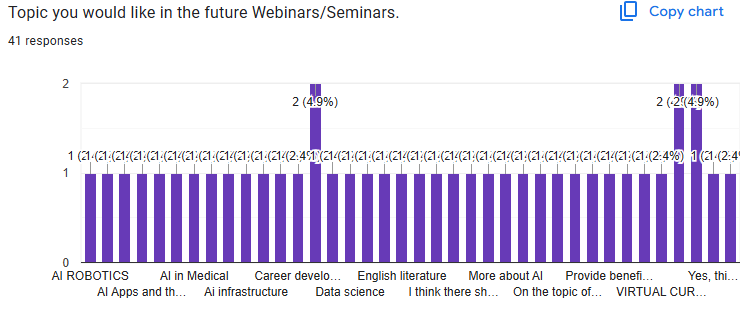 Topic you would like in the future Webinars/Seminars.
Copy chart
41 responses
2
2 (4.9%)
(4.9%)
1
0
AI ROBOTICS
AI in Medical
Career develo...
English literature
More about AI
Provide benefi...
Yes, thi...
AI Apps and th...
Ai infrastructure
Data science
I think there sh...
On the topic of...
VIRTUAL CUR...